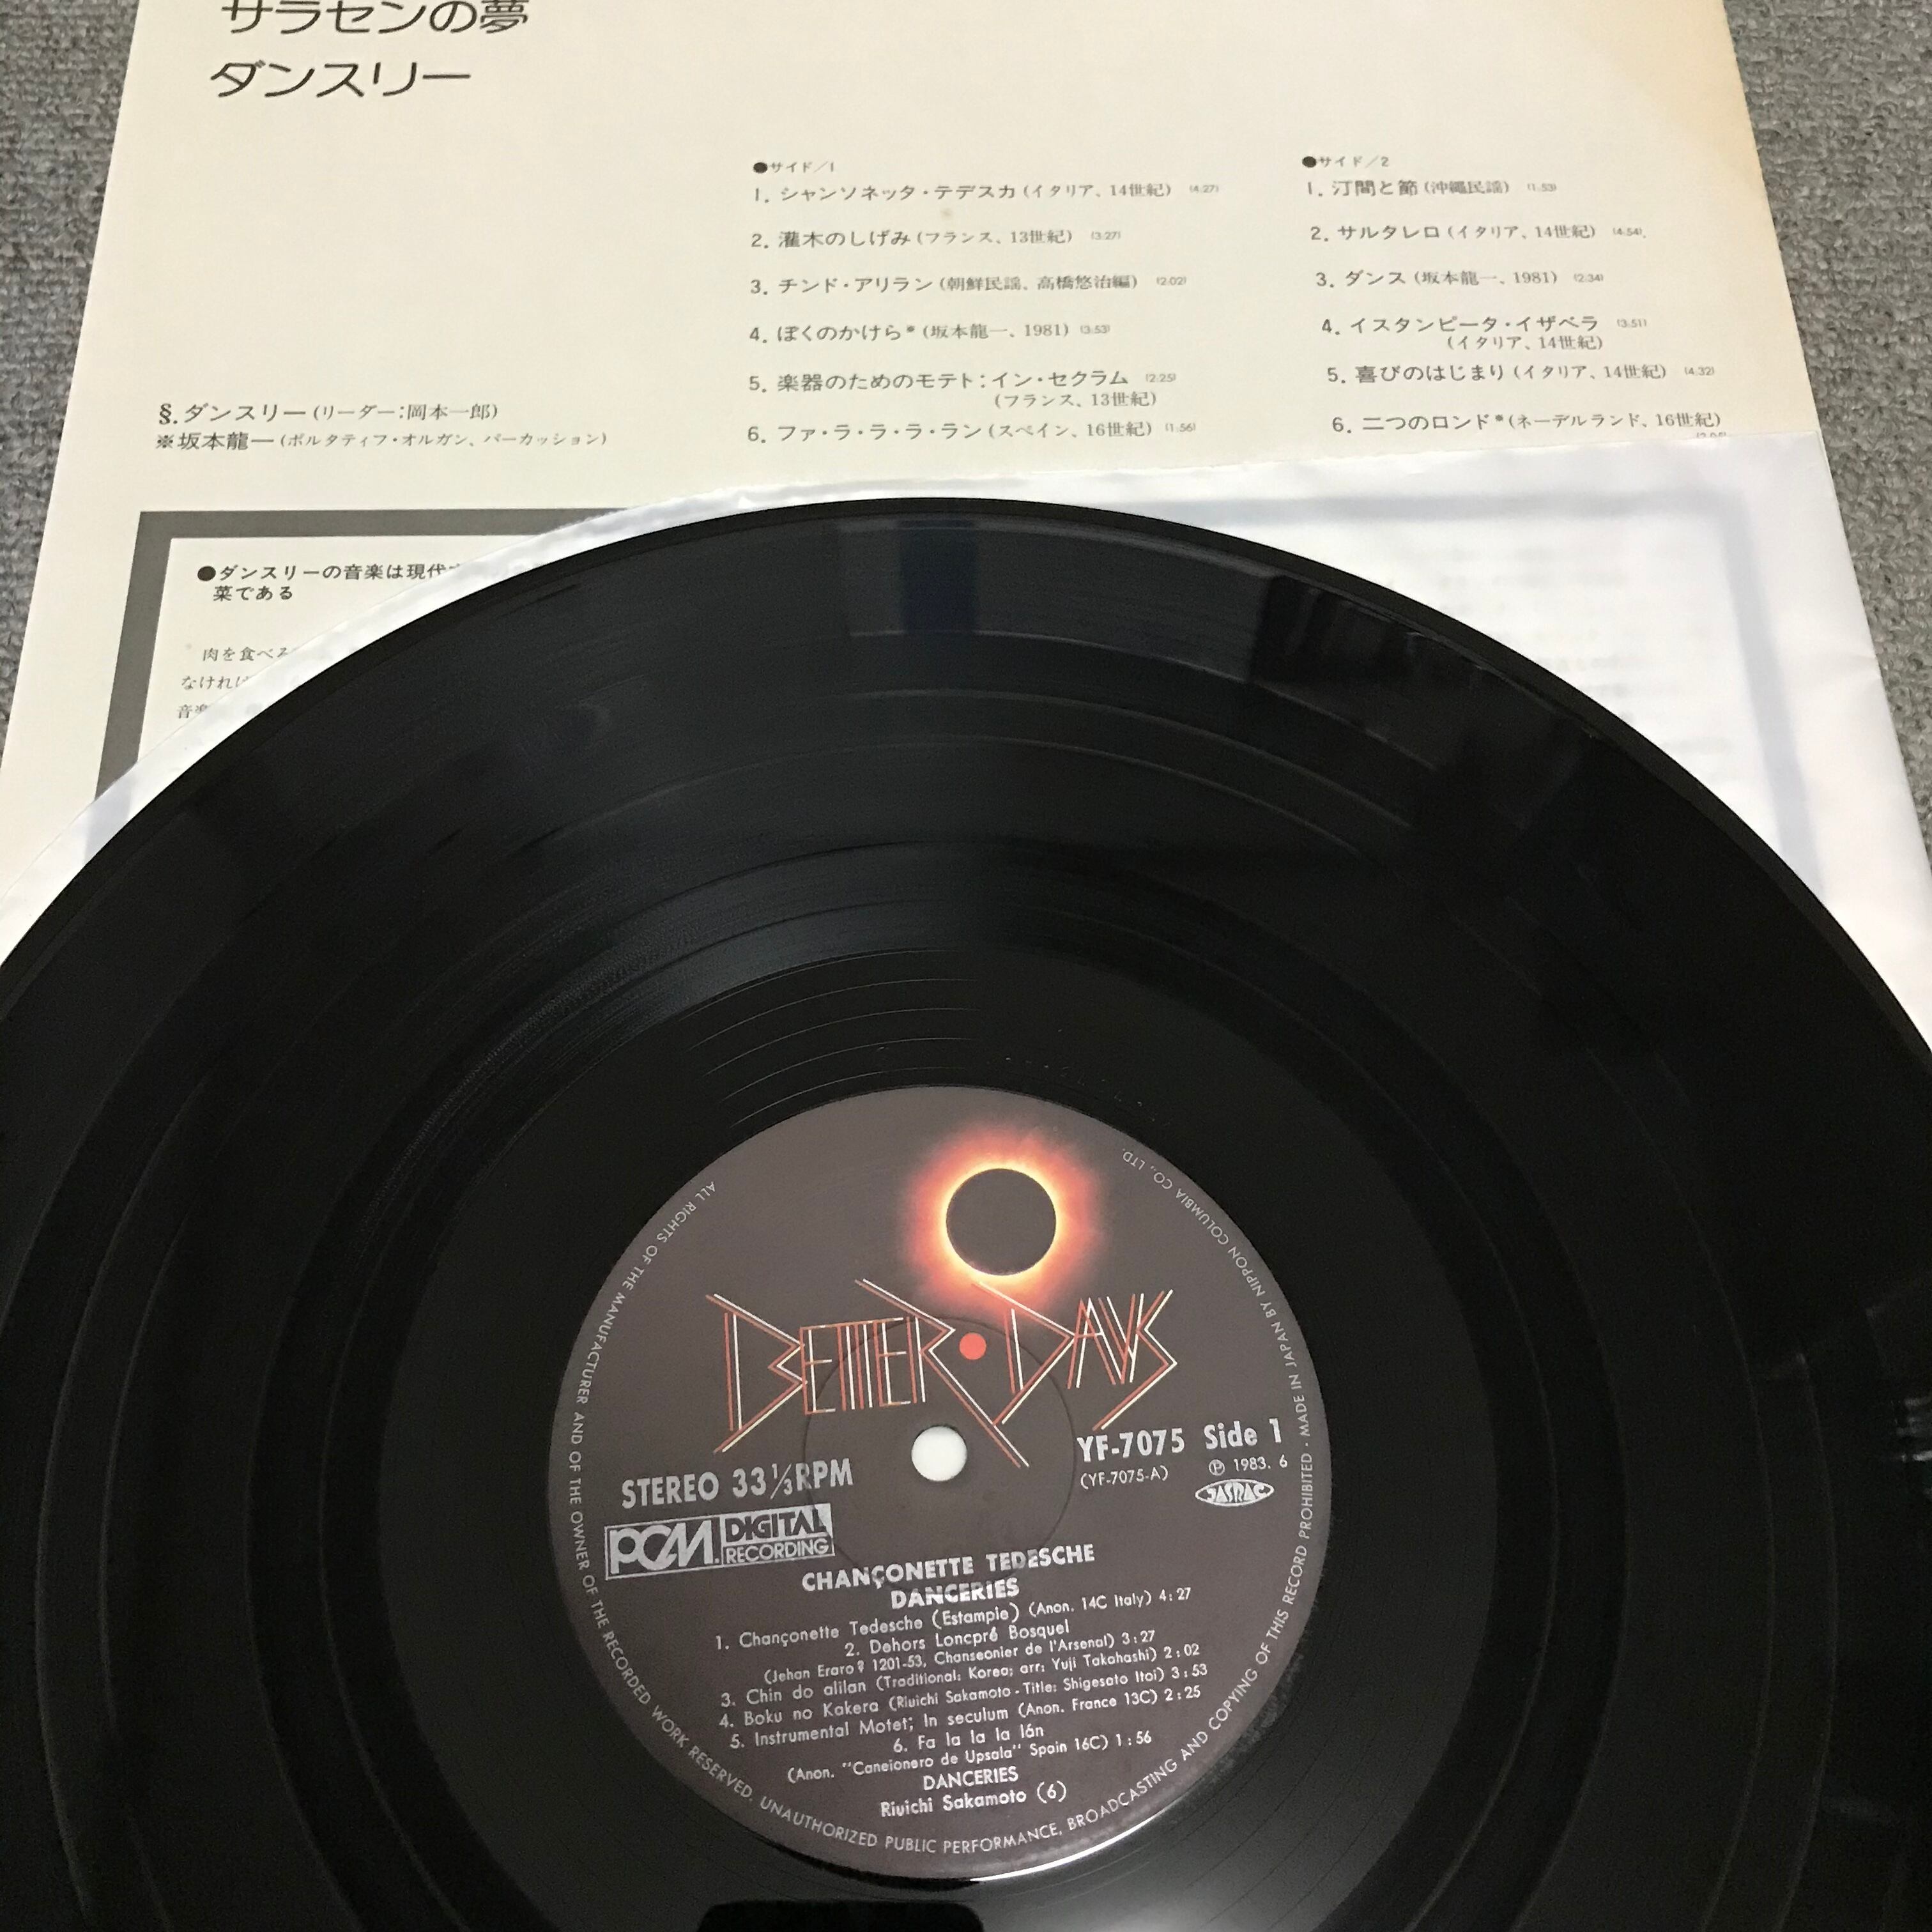 サラセンの夢
ダンスリー
●サイド/1
1. シャンソネッタ・テデスカ (イタリア、14世紀) (4:27)
2. 灌木のしげみ (フランス、13世紀) (3:27)
3. チンド・アリラン (朝鮮民謡、高橋悠治編) (2:02)
4. ぼくのかけら* (坂本龍一、1981) (3:53)
5. 楽器のためのモテト:イン・セクラム (2:25)
(フランス、13世紀)
6. ファ・ラ・ラ・ラ・ラン (スペイン、16世紀) (1:56)
●サイド/2
1. 汀間と節 (沖縄民謡) (1:53)
2. サルタレロ (イタリア、14世紀) (4:54)
3. ダンス (坂本龍一、1981) (2:34)
4. イスタンピータ・イザベラ (3:51)
(イタリア、14世紀)
5. 喜びのはじまり (イタリア、14世紀) (4:32)
6. 二つのロンド* (ネーデルランド、16世紀)
§.ダンスリー (リーダー:岡本一郎)
※坂本龍一 (ポルタティフ・オルガン、パーカッション)
●ダンスリーの音楽は現代
菜である
肉を食べ
なければ
音楽
BETTER・DAYS
STEREO 33⅓RPM
YF-7075 Side 1
(YF-7075-A)
Ⓟ 1983. 6
JASRAC
PCM. DIGITAL
RECORDING
CHANÇONETTE TEDESCHE
DANCERIES
1. Chançonette Tedesche (Estampie) (Anon. 14C Italy) 4:27
2. Dehors Loncpré Bosquel
(Jehan Eraro? 1201-53, Chanseonier de l'Arsenal) 3:27
3. Chin do alilan (Traditional: Korea; arr: Yuji Takahashi) 2:02
4. Boku no Kakera (Riuichi Sakamoto - Title: Shigesato Itoi) 3:53
5. Instrumental Motet; In seculum (Anon. France 13C) 2:25
6. Fa la la la lán
(Anon. "Caneionero de Upsala" Spain 16C) 1:56
DANCERIES
Riuichi Sakamoto (6)
ALL RIGHTS OF THE MANUFACTURER AND OF THE OWNER OF THE RECORDED WORK RESERVED. UNAUTHORIZED PUBLIC PERFORMANCE, BROADCASTING AND COPYING OF THIS RECORD PROHIBITED・MADE IN JAPAN BY NIPPON COLUMBIA CO., LTD.